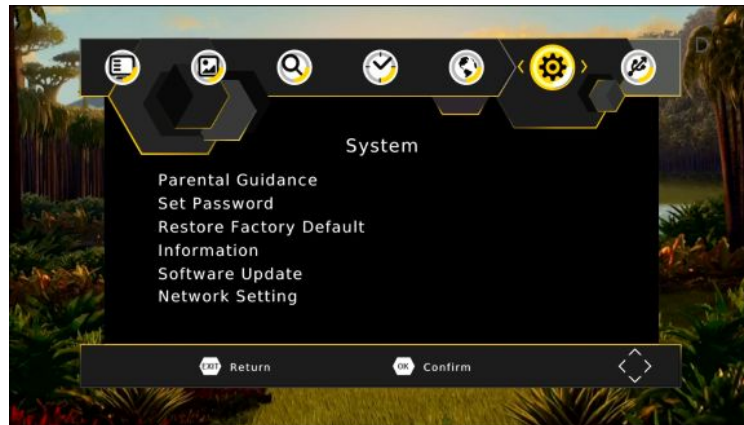 System
Parental Guidance
Set Password
Restore Factory Default
Information
Software Update
Network Setting
EXIT Return OK Confirm